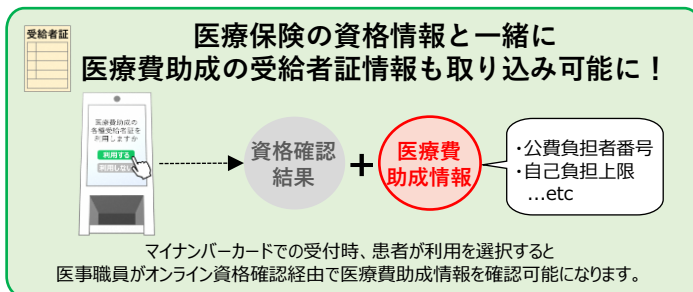 受給者証
医療保険の資格情報と一緒に
医療費助成の受給者証情報も取り込み可能に！
医療費助成の
各種受給者証を
利用しますか
利用する
利用しない
資格確認
結果
+
医療費
助成情報
・公費負担者番号
・自己負担上限
…etc
マイナンバーカードでの受付時、患者が利用を選択すると
医事職員がオンライン資格確認経由で医療費助成情報を確認可能になります。